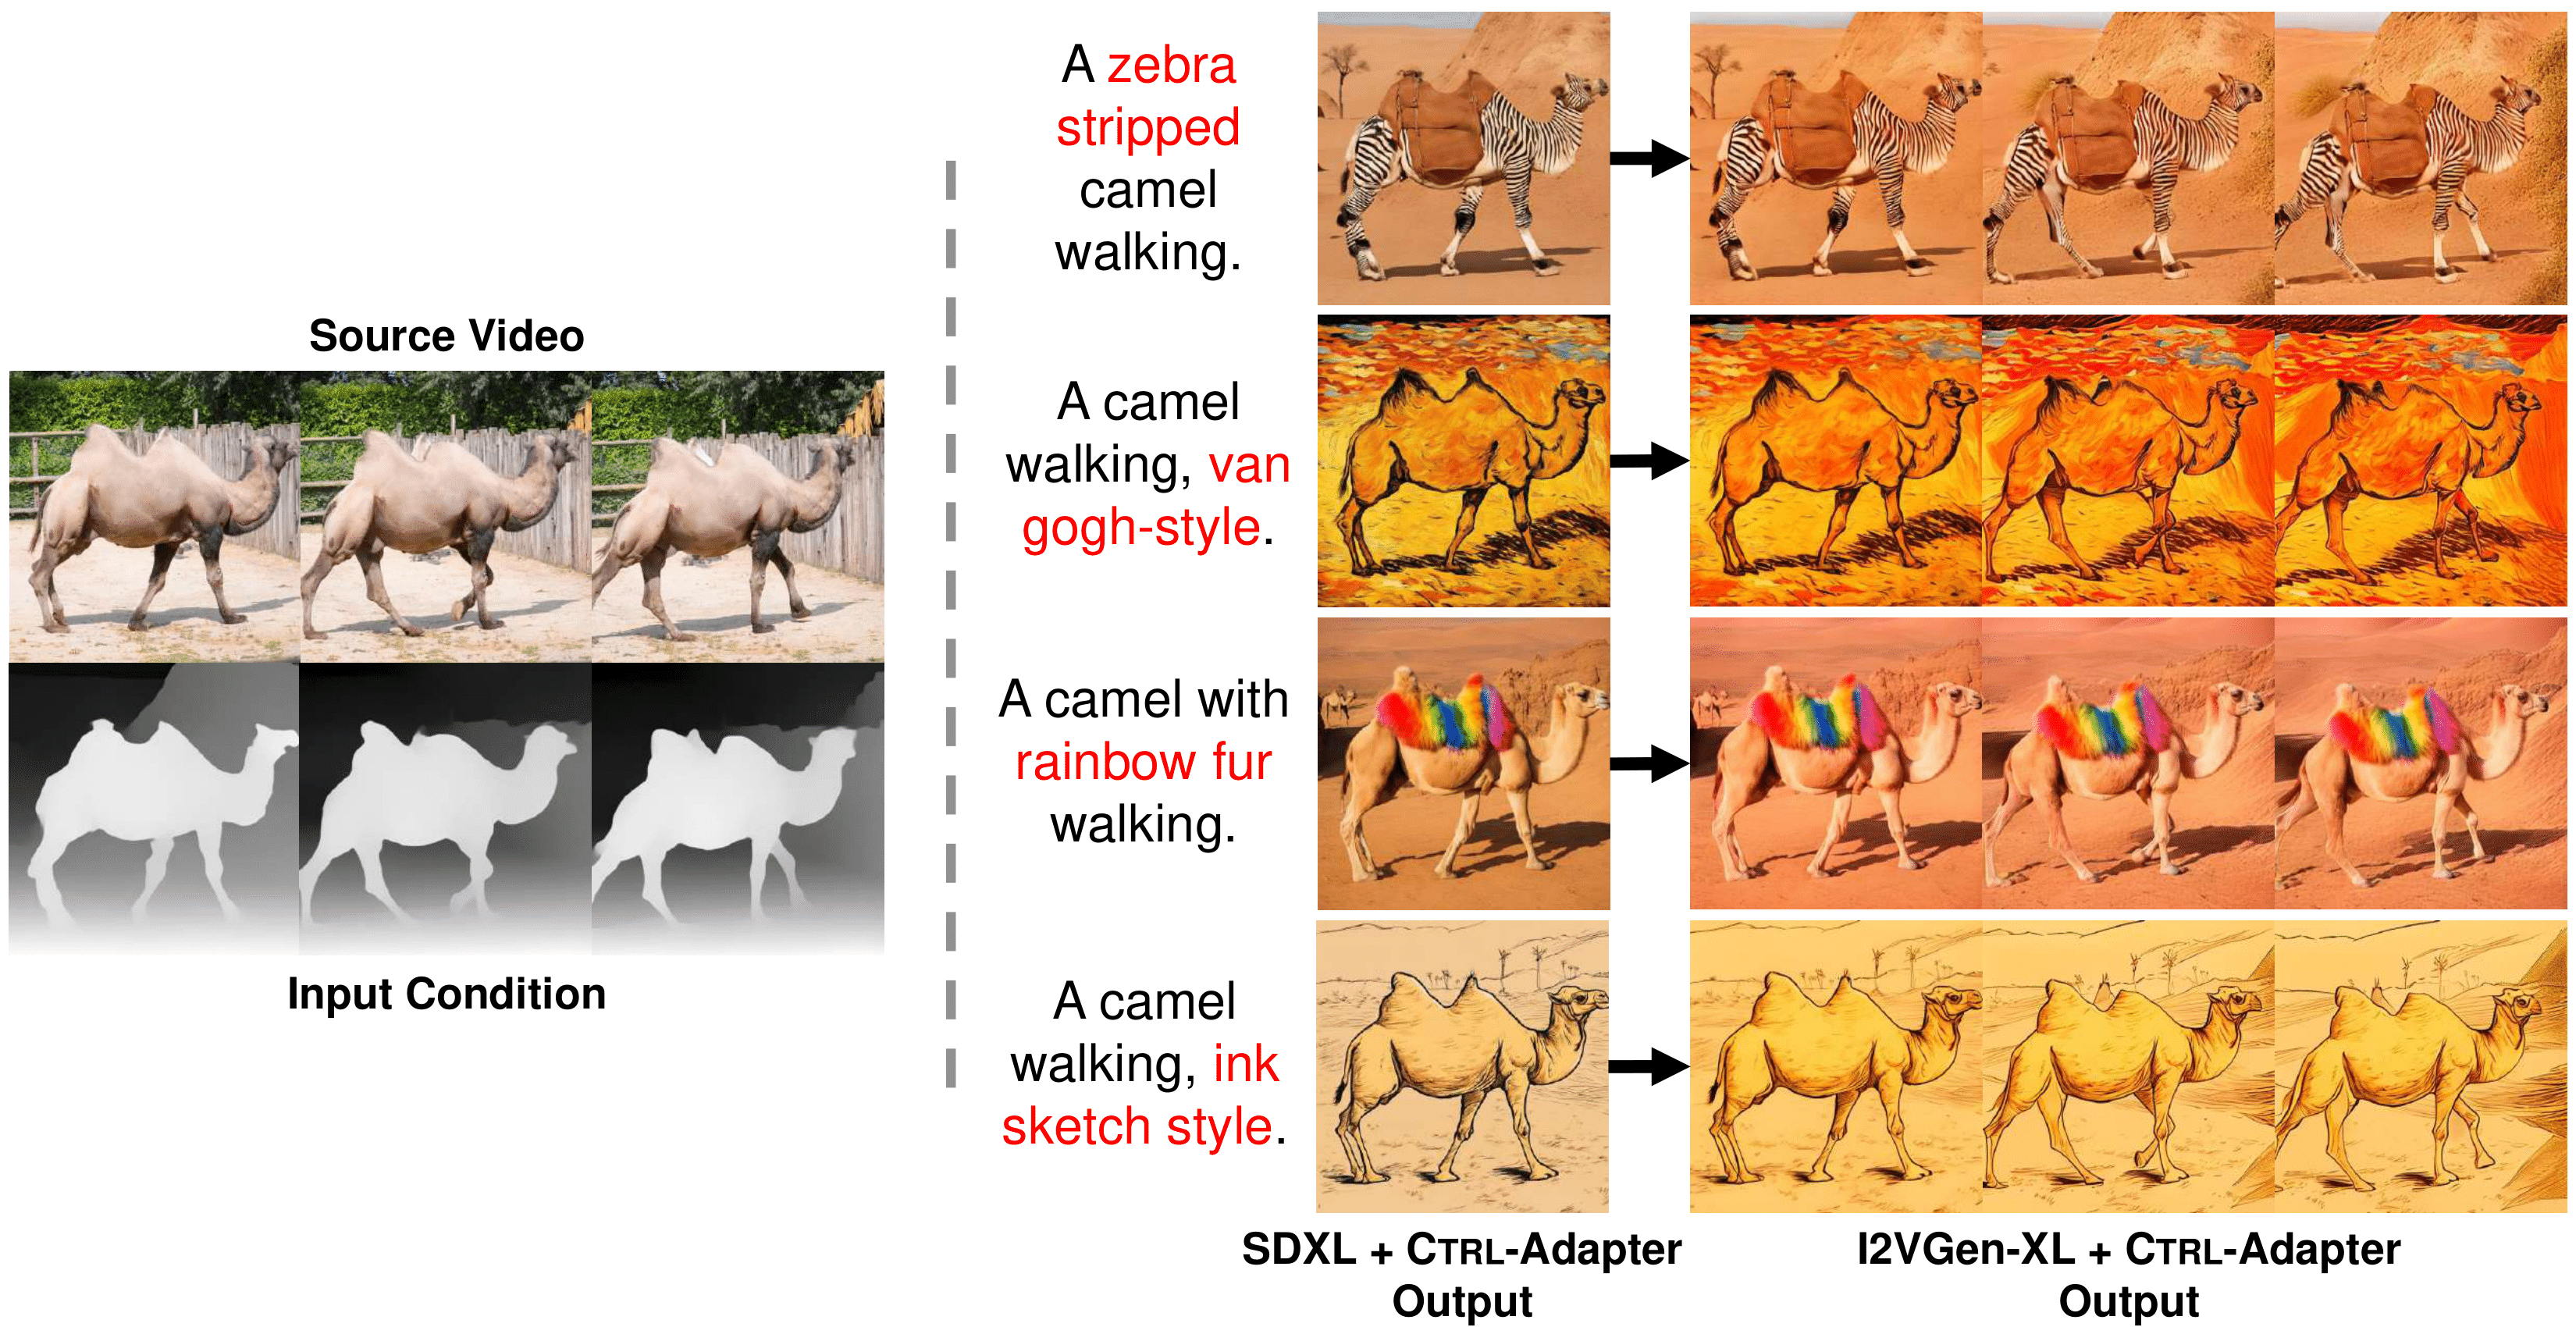 Source Video
Input Condition
A zebra
stripped
camel
walking.
A camel
walking, van
gogh-style.
A camel with
rainbow fur
walking.
A camel
walking, ink
sketch style.
SDXL + CTRL-Adapter
Output
I2VGen-XL + CTRL-Adapter
Output